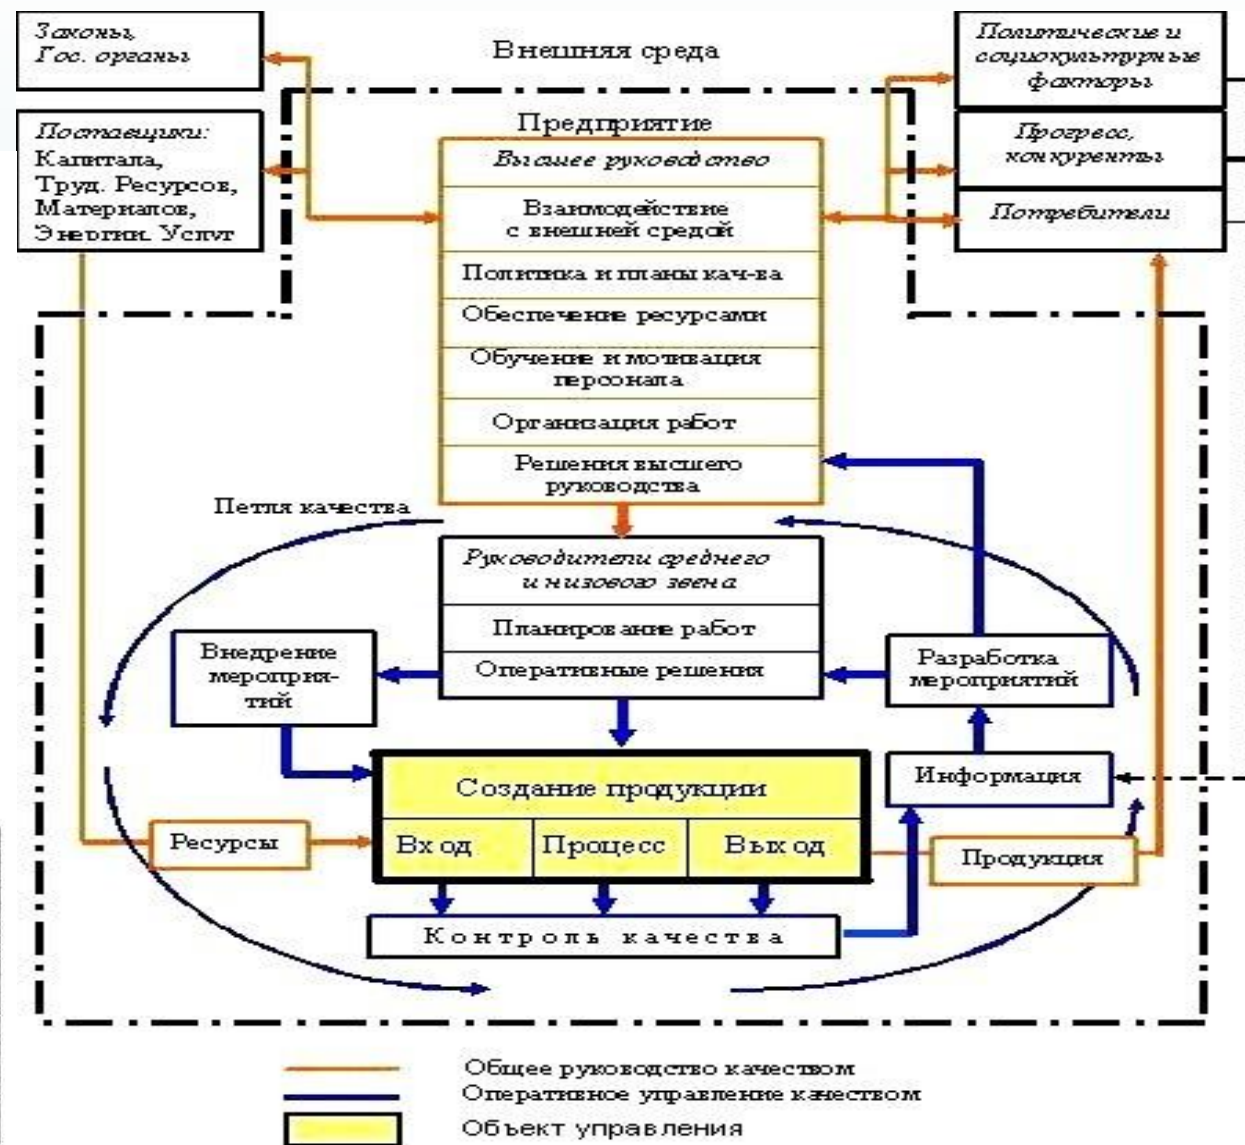 Законы,
Гос. органы
Внешняя среда
Политические и
социокультурные
факторы
Поставщики:
Капитала,
Труд. Ресурсов,
Материалов,
Энергии. Услуг
Предприятие
Высшее руководство
Прогресс,
конкуренты
Взаимодействие
с внешней средой
Потребители
Политика и планы кач-ва
Обеспечение ресурсами
Обучение и мотивация
персонала
Организация работ
Решения высшего
руководства
Петля качества
Руководители среднего
и низового звена
Планирование работ
Оперативные решения
Внедрение
мероприя-
тий
Разработка
мероприятий
Создание продукции
Информация
Ресурсы
Вход
Процесс
Выход
Продукция
Контроль качества
Общее руководство качеством
Оперативное управление качеством
Объект управления